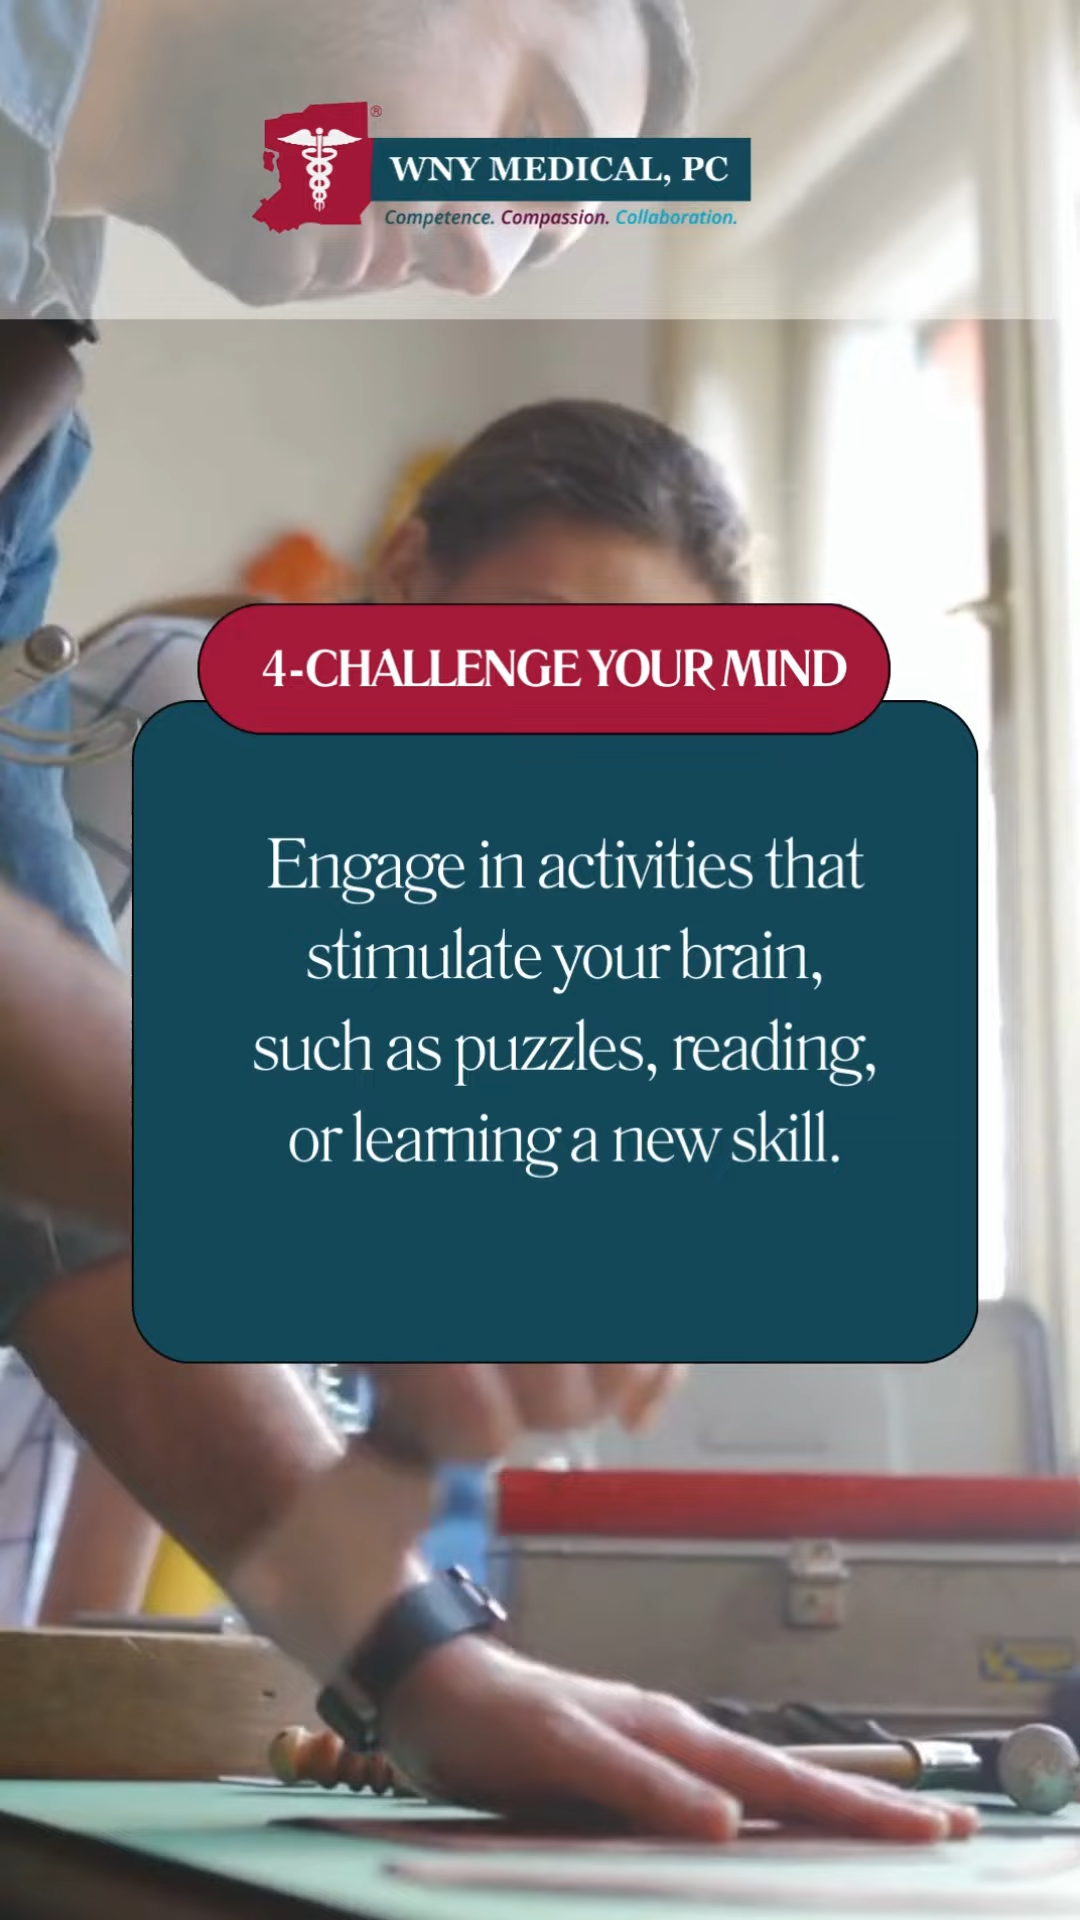 ®
WNY MEDICAL, PC
Competence. Compassion. Collaboration.
4-CHALLENGE YOUR MIND
Engage in activities that
stimulate your brain,
such as puzzles, reading,
or learning a new skill.